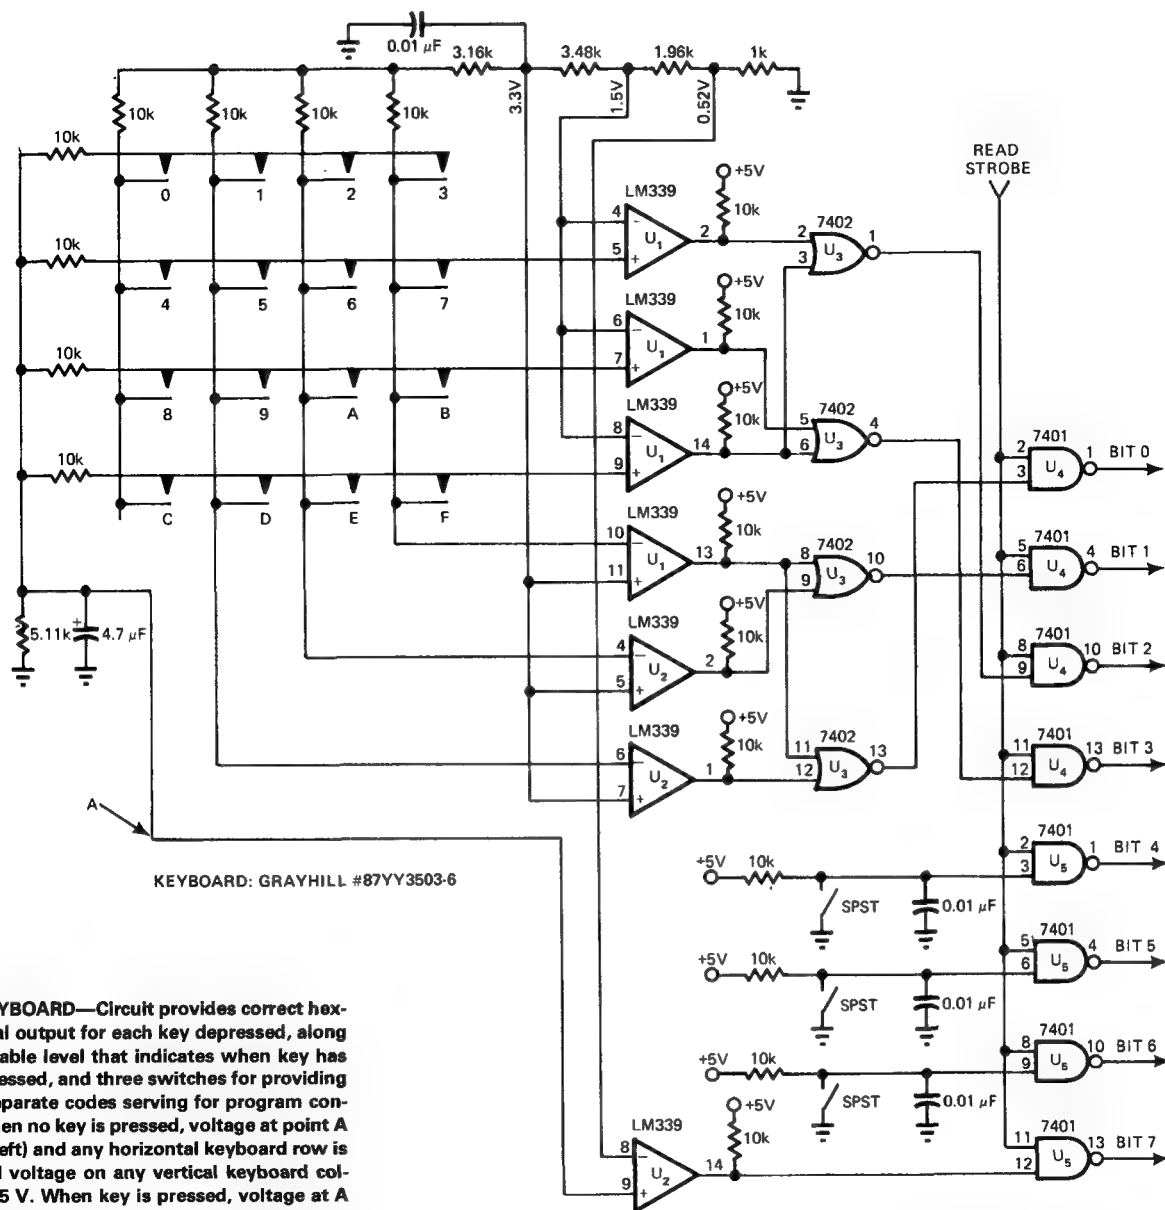 0.01 µF
3.16k
3.48k
1.96k
1k
10k
10k
10k
10k
3.3V
1.5V
0.52V
10k
0
1
2
3
10k
4
5
6
7
10k
8
9
A
B
10k
C
D
E
F
5.11k
+
4.7 µF
A
KEYBOARD: GRAYHILL #87YY3503-6
READ
STROBE
LM339
+5V
10k
4
-
5
+
U1
2
7402
2
3
U3
1
LM339
+5V
10k
6
−
7
+
U1
1
LM339
+5V
10k
8
−
9
+
U1
14
7402
5
6
U3
4
LM339
+5V
10k
10
−
11
+
U1
13
7402
8
9
U3
10
LM339
+5V
10k
4
−
5
+
U2
2
LM339
+5V
10k
6
−
7
+
U2
1
7402
11
12
U3
13
7401
2
3
U4
1
BIT 0
7401
5
6
U4
4
BIT 1
7401
8
9
U4
10
BIT 2
7401
11
12
U4
13
BIT 3
+5V
10k
SPST
0.01 µF
7401
2
3
U5
1
BIT 4
+5V
10k
SPST
0.01 µF
7401
5
6
U5
4
BIT 5
+5V
10k
SPST
0.01 µF
7401
8
9
U5
10
BIT 6
LM339
+5V
10k
8
−
9
+
U2
14
7401
11
12
U5
13
BIT 7
YBOARD—Circuit provides correct hex-
al output for each key depressed, along
able level that indicates when key has
essed, and three switches for providing
eparate codes serving for program con-
en no key is pressed, voltage at point A
eft) and any horizontal keyboard row is
l voltage on any vertical keyboard col-
5 V. When key is pressed, voltage at A